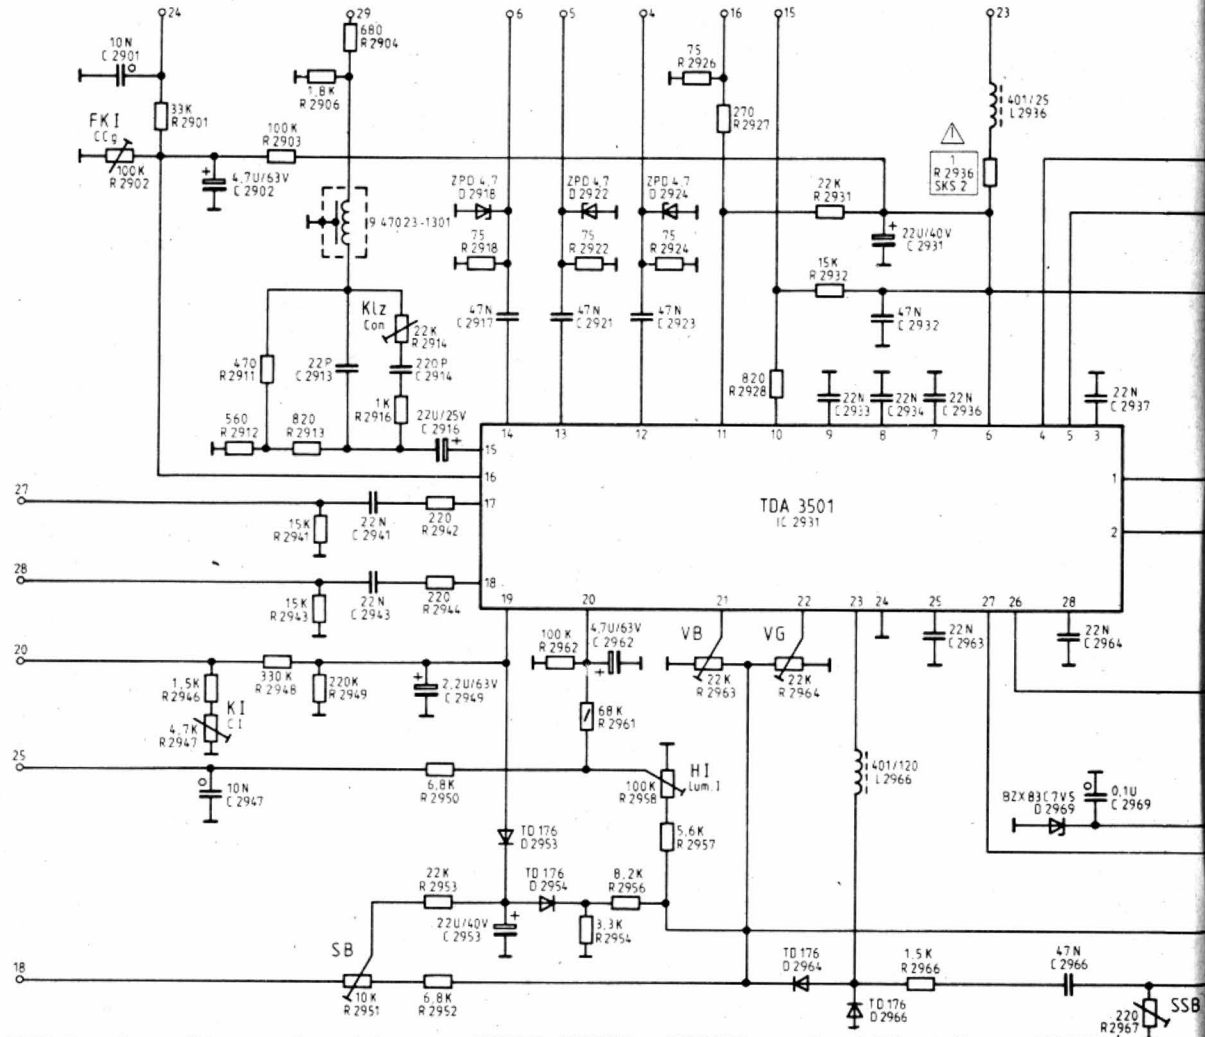 24
29
6
5
4
16
15
23
10N
C 2901
680
R 2904
1,8K
R 2906
33K
R 2901
FKI
CCg
100K
R 2902
100K
R 2903
4,7U/63V
C 2902
9 47023-1301
75
R 2926
270
R 2927
401/25
L 2936
1
R 2936
SKS 2
ZPD 4,7
D 2918
ZPD 4,7
D 2922
ZPD 4,7
D 2924
75
R 2918
75
R 2922
75
R 2924
22K
R 2931
22U/40V
C 2931
15K
R 2932
47N
C 2932
47N
C 2917
47N
C 2921
47N
C 2923
Klz
Con
22K
R 2914
470
R 2911
22P
C 2913
220P
C 2914
1K
R 2916
820
R 2928
22N
C 2933
22N
C 2934
22N
C 2936
22N
C 2937
560
R 2912
820
R 2913
22U/25V
C 2916
14
13
12
11
10
9
8
7
6
4
5
3
15
16
17
18
1
2
TDA 3501
IC 2931
27
15K
R 2941
22N
C 2941
220
R 2942
28
15K
R 2943
22N
C 2943
220
R 2944
19
20
21
22
23
24
25
27
26
28
20
1,5K
R 2946
KI
C I
4,7K
R 2947
330K
R 2948
220K
R 2949
2,2U/63V
C 2949
100K
R 2962
4,7U/63V
C 2962
VB
22K
R 2963
VG
22K
R 2964
22N
C 2963
22N
C 2964
68K
R 2961
25
10N
C 2947
6,8K
R 2950
HI
Lum. I
100K
R 2958
5,6K
R 2957
401/120
L 2966
BZX 83C 7V5
D 2969
0,1U
C 2969
TD 176
D 2953
22K
R 2953
TD 176
D 2954
8,2K
R 2956
22U/40V
C 2953
3,3K
R 2954
SB
18
10K
R 2951
6,8K
R 2952
TD 176
D 2964
TD 176
D 2966
1,5K
R 2966
47N
C 2966
220
R 2967
SSB